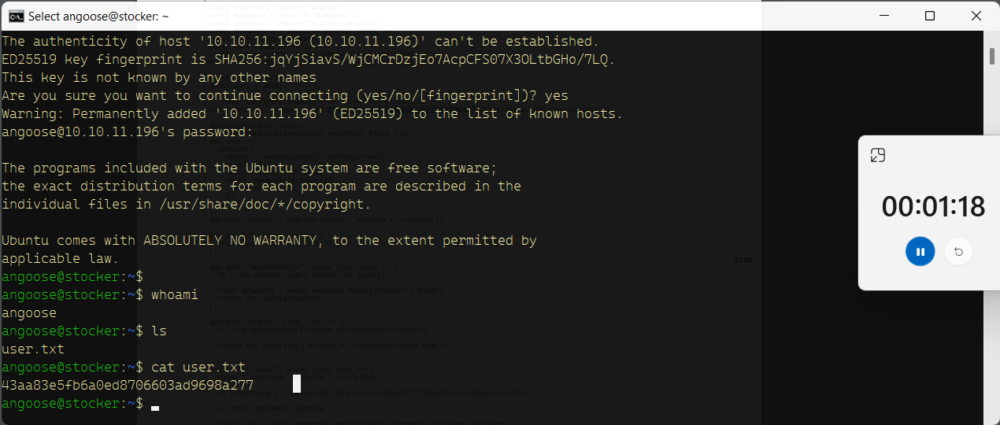 Select angoose@stocker: ~
The authenticity of host '10.10.11.196 (10.10.11.196)' can't be established.
ED25519 key fingerprint is SHA256:jqYjSiavS/WjCMCrDzjEo7AcpCFS07X3OLtbGHo/7LQ.
This key is not known by any other names
Are you sure you want to continue connecting (yes/no/[fingerprint])? yes
Warning: Permanently added '10.10.11.196' (ED25519) to the list of known hosts.
angoose@10.10.11.196's password:
The programs included with the Ubuntu system are free software;
the exact distribution terms for each program are described in the
individual files in /usr/share/doc/*/copyright.
Ubuntu comes with ABSOLUTELY NO WARRANTY, to the extent permitted by
applicable law.
angoose@stocker:~$
angoose@stocker:~$ whoami
angoose
angoose@stocker:~$ ls
user.txt
angoose@stocker:~$ cat user.txt
43aa83e5fb6a0ed8706603ad9698a277
angoose@stocker:~$
00:01:18